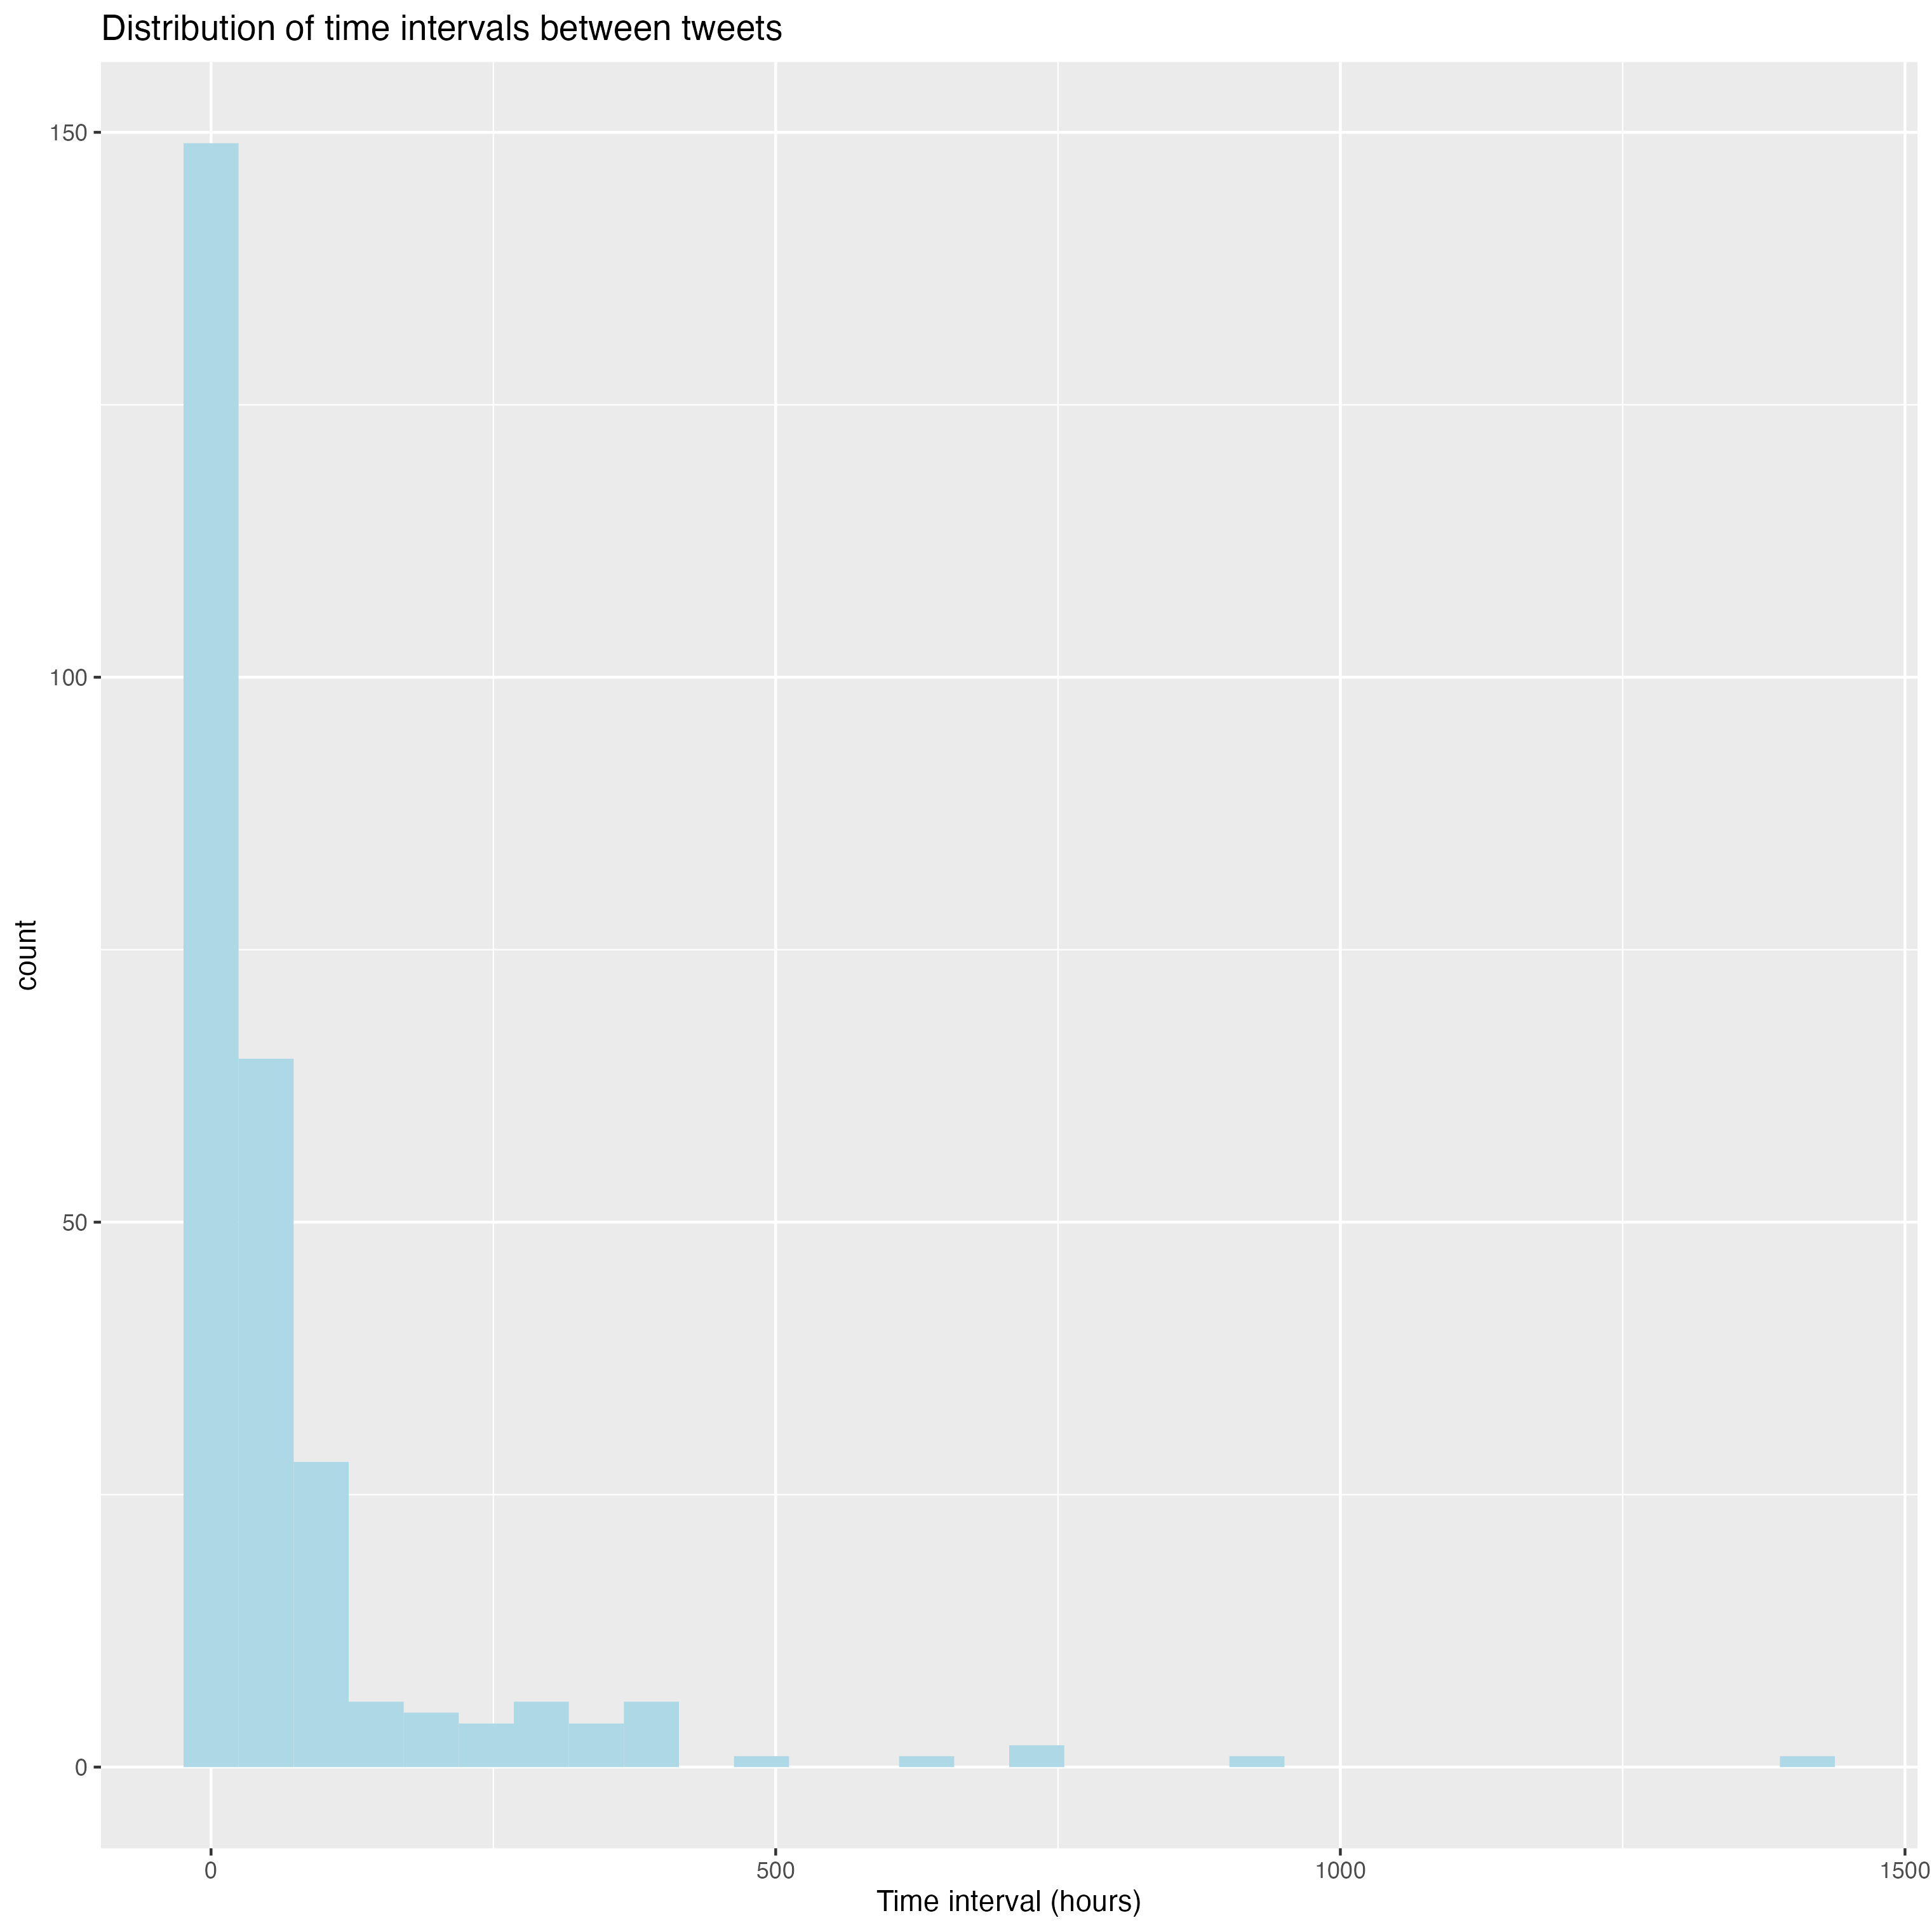 Distribution of time intervals between tweets
150
100
50
0
count
0 500 1000 1500
Time interval (hours)